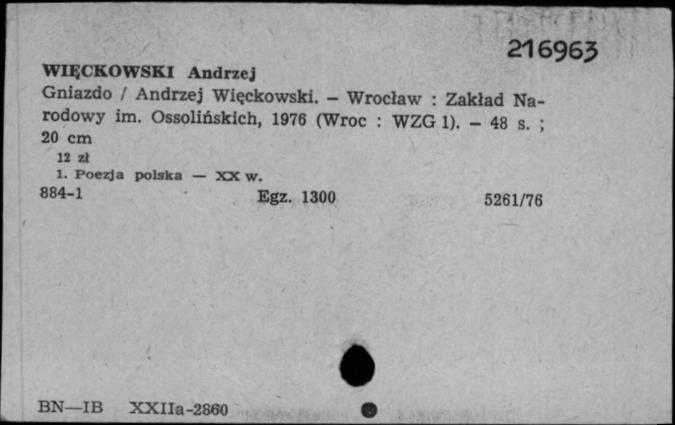 216963
WIĘCKOWSKI Andrzej
Gniazdo / Andrzej Więckowski. – Wrocław : Zakład Na-
rodowy im. Ossolińskich, 1976 (Wroc : WZG 1). – 48 s. ;
20 cm
12 zł
1. Poezja polska — XX w.
884-1 Egz. 1300 5261/76
BN—IB XXIIa-2860